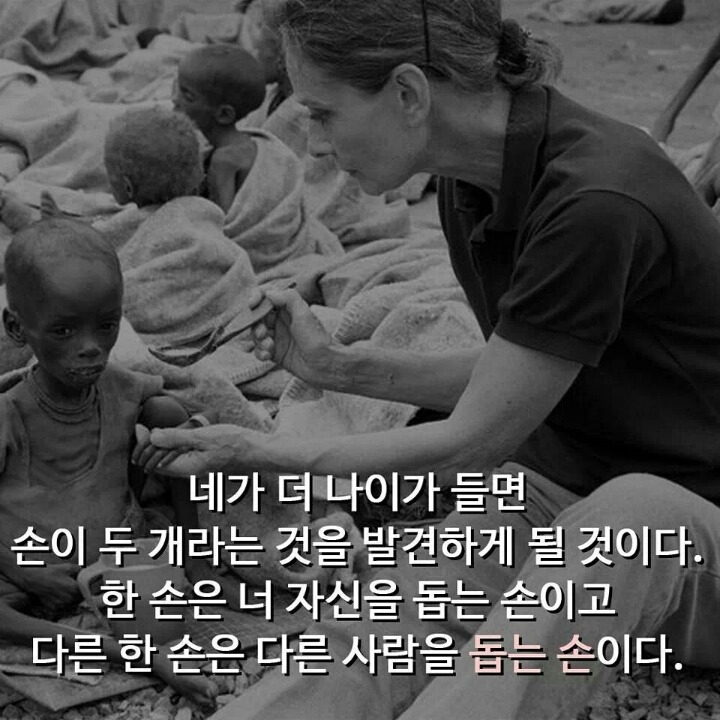 네가 더 나이가 들면
손이 두 개라는 것을 발견하게 될 것이다.
한 손은 너 자신을 돕는 손이고
다른 한 손은 다른 사람을 돕는 손이다.